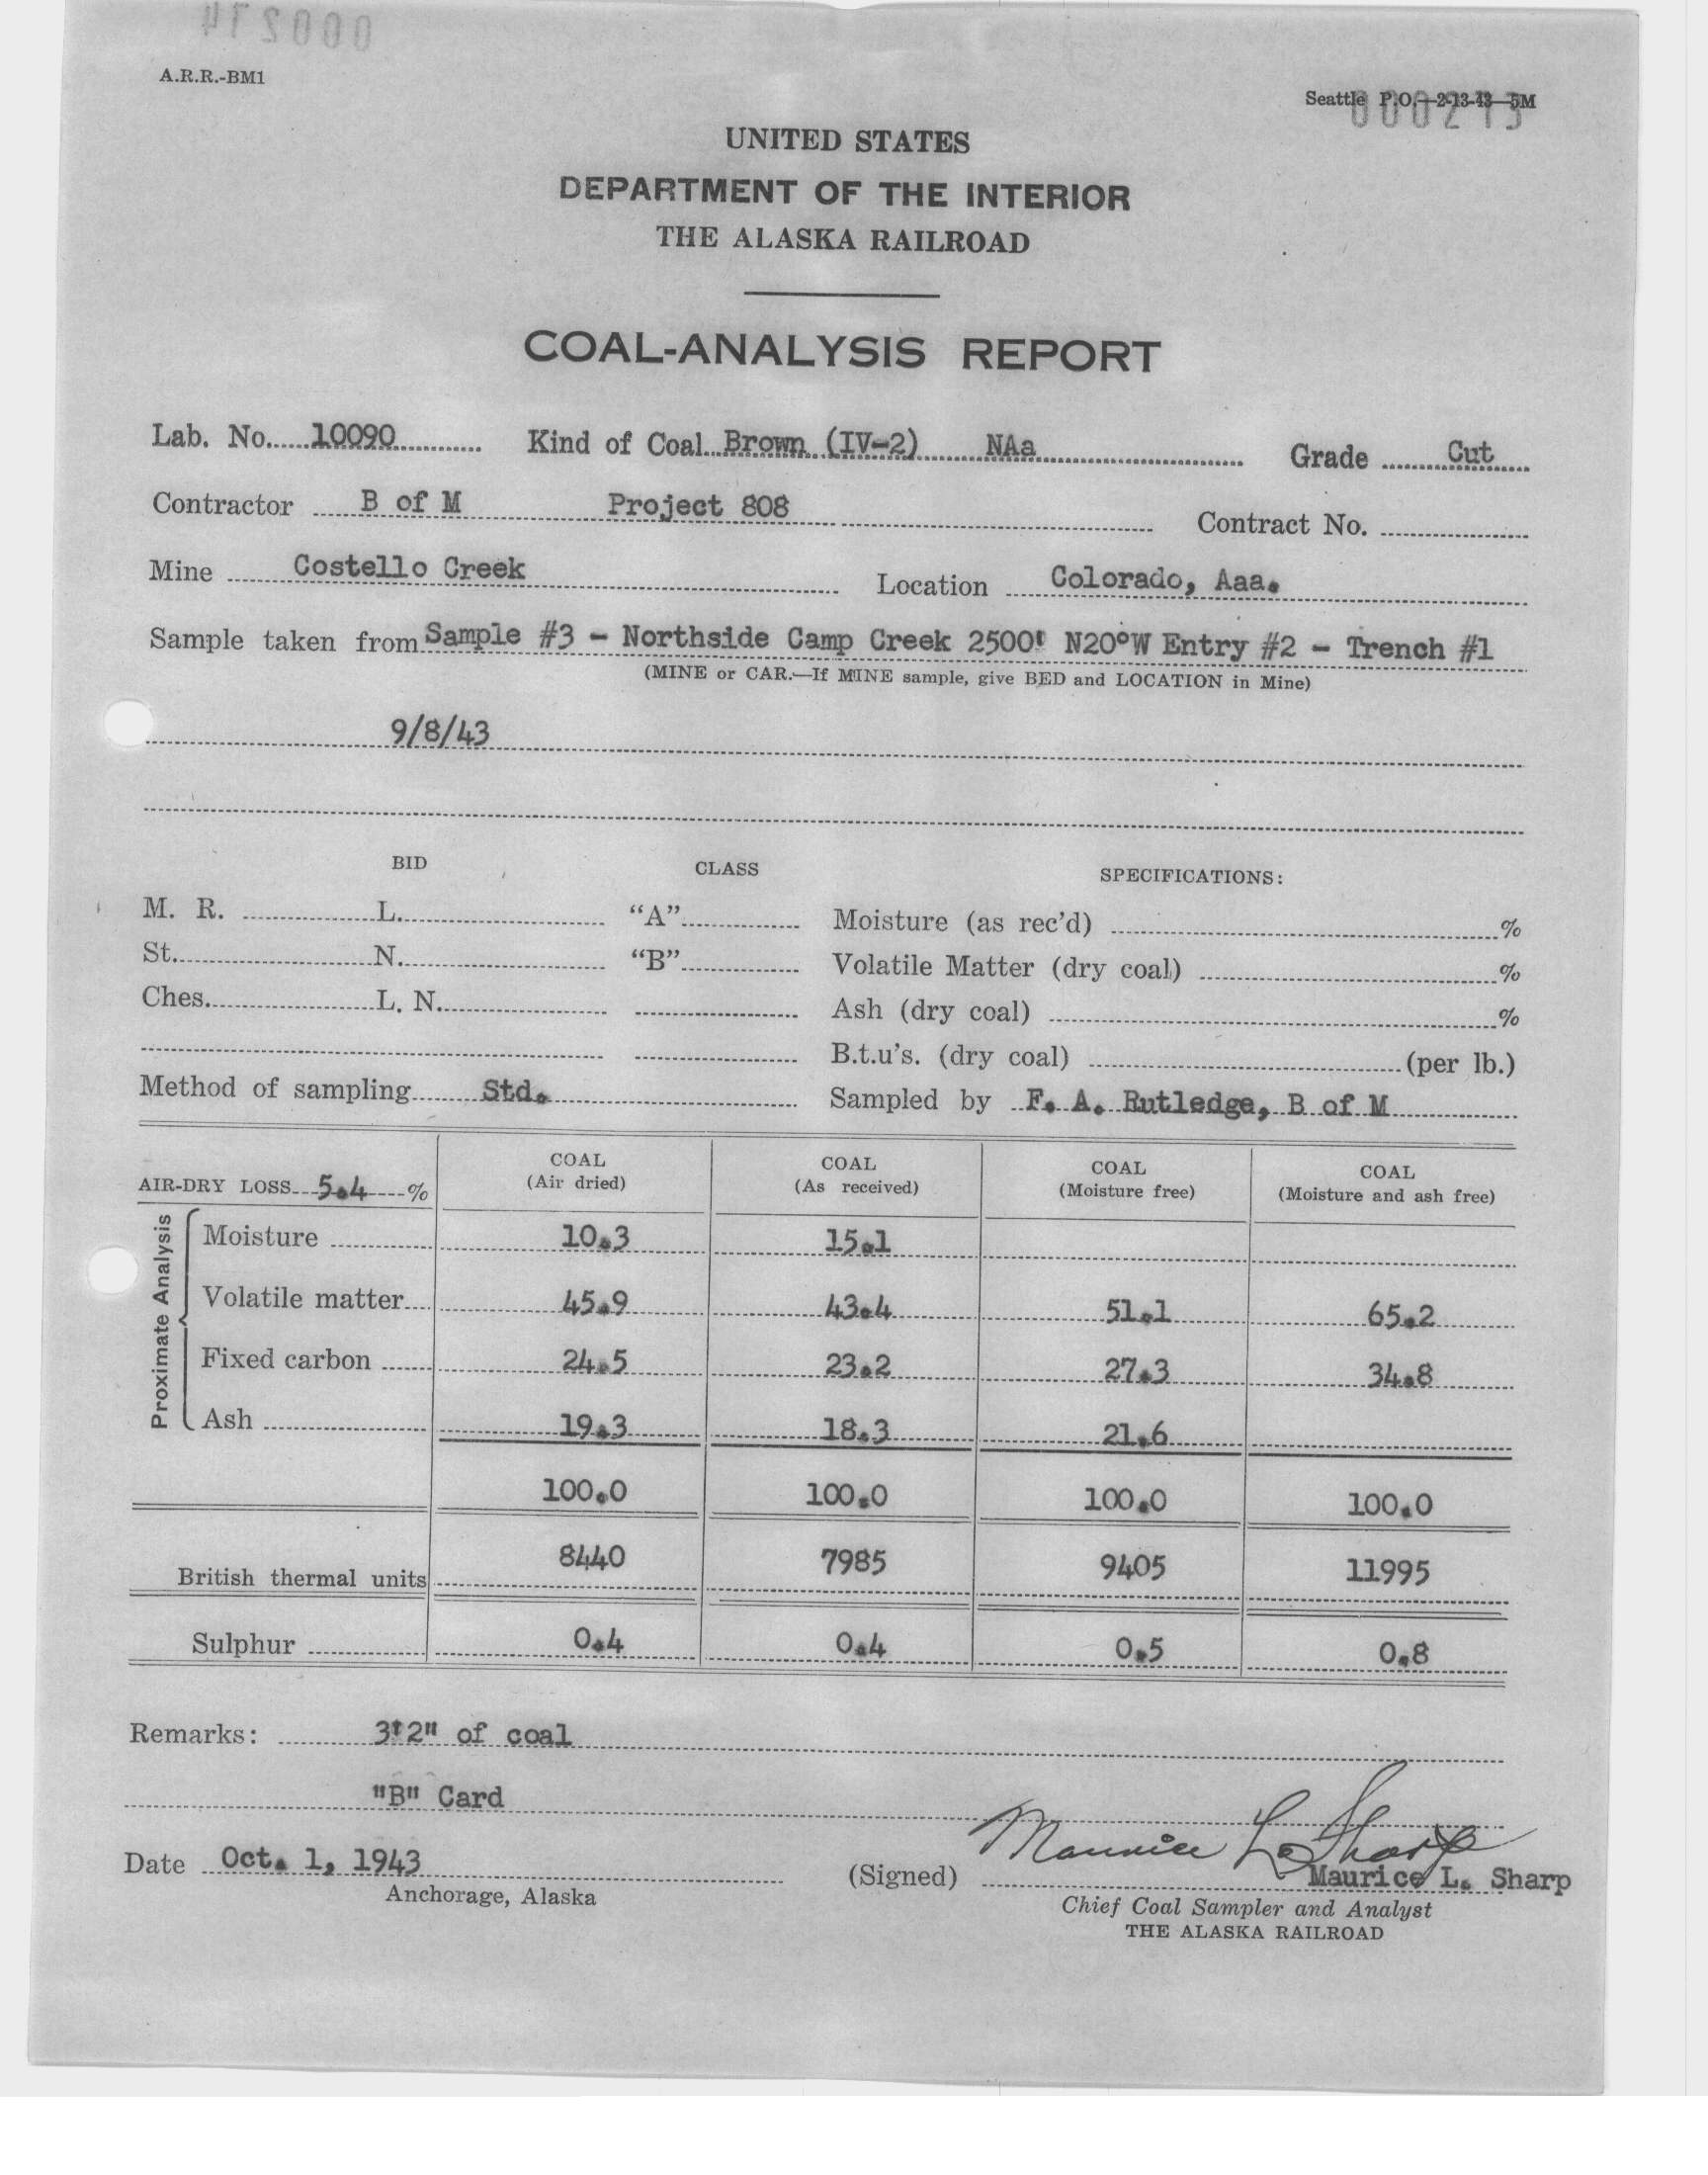 000214
A.R.R.-BM1
Seattle P.O.—2-13-43—5M
000213
UNITED STATES
DEPARTMENT OF THE INTERIOR
THE ALASKA RAILROAD
COAL-ANALYSIS REPORT
Lab. No. 10090 Kind of Coal Brown (IV-2) NAa Grade Cut
Contractor B of M Project 808 Contract No.
Mine Costello Creek Location Colorado, Aaa.
Sample taken from Sample #3 - Northside Camp Creek 2500' N20°W Entry #2 - Trench #1
(MINE or CAR.—If MINE sample, give BED and LOCATION in Mine)
9/8/43
BID CLASS SPECIFICATIONS:
M. R. L. "A" Moisture (as rec'd) %
St. N. "B" Volatile Matter (dry coal) %
Ches. L. N. Ash (dry coal) %
B.t.u's. (dry coal) (per lb.)
Method of sampling Std. Sampled by F. A. Rutledge, B of M
AIR-DRY LOSS 5.4 % COAL (Air dried) COAL (As received) COAL (Moisture free) COAL (Moisture and ash free)
Proximate Analysis
Moisture 10.3 15.1
Volatile matter 45.9 43.4 51.1 65.2
Fixed carbon 24.5 23.2 27.3 34.8
Ash 19.3 18.3 21.6
100.0 100.0 100.0 100.0
British thermal units 8440 7985 9405 11995
Sulphur 0.4 0.4 0.5 0.8
Remarks: 3'2" of coal
"B" Card
Maurice L. Sharp
Date Oct. 1, 1943 (Signed) Maurice L. Sharp
Anchorage, Alaska Chief Coal Sampler and Analyst
THE ALASKA RAILROAD